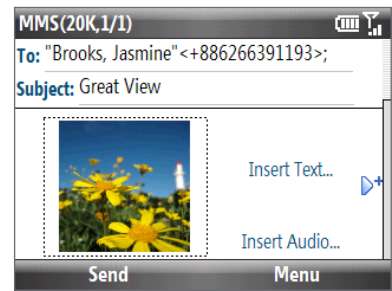 MMS(20K,1/1)
To: "Brooks, Jasmine"<+886266391193>;
Subject: Great View
Insert Text...
Insert Audio...
Send Menu